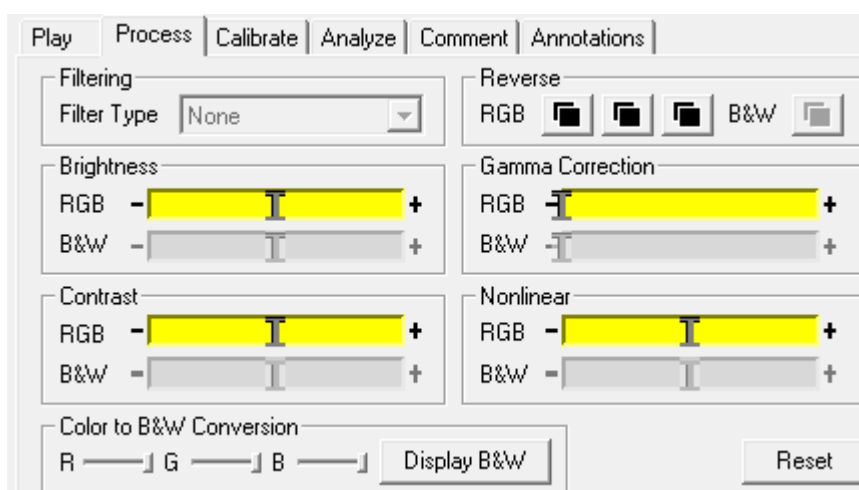 Play Process Calibrate Analyze Comment Annotations
Filtering
Filter Type None
Reverse
RGB B&W
Brightness
RGB - +
B&W - +
Gamma Correction
RGB - +
B&W - +
Contrast
RGB - +
B&W - +
Nonlinear
RGB - +
B&W - +
Color to B&W Conversion
R G B Display B&W
Reset